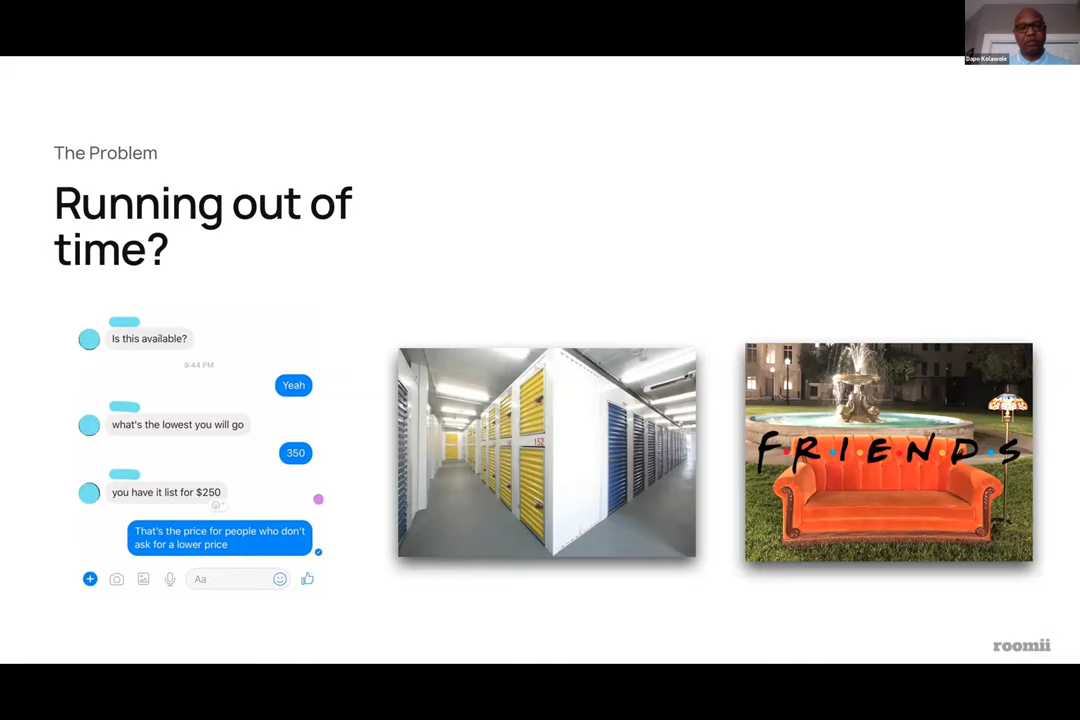 Dapo Kolawole
The Problem
Running out of
time?
Is this available?
9:44 PM
Yeah
what's the lowest you will go
350
you have it list for $250
That's the price for people who don't
ask for a lower price
Aa
152
F·R·I·E·N·D·S
roomii